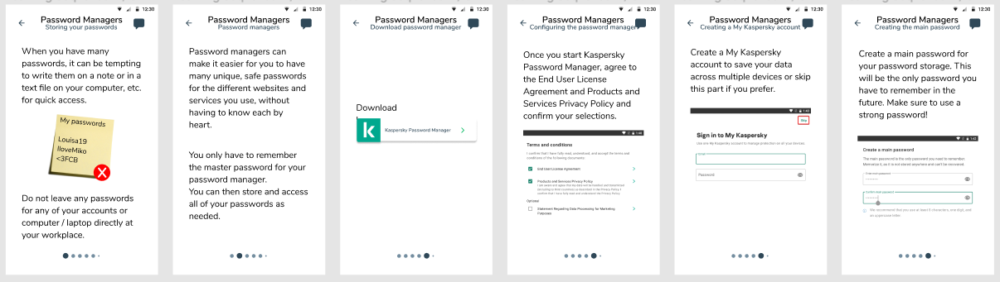 12:30
Password Managers
Storing your passwords
When you have many
passwords, it can be tempting
to write them on a note or in a
text file on your computer, etc.
for quick access.
My passwords
Louisa19
IloveMiko
<3FCB
Do not leave any passwords
for any of your accounts or
computer / laptop directly at
your workplace.
12:30
Password Managers
Password managers
Password managers can
make it easier for you to have
many unique, safe passwords
for the different websites and
services you use, without
having to know each by
heart.
You only have to remember
the master password for your
password manager.
You can then store and access
all of your passwords as
needed.
12:30
Password Managers
Download password manager
Download
Kaspersky Password Manager
12:30
Password Managers
Configuring the password manager
Once you start Kaspersky
Password Manager, agree to
the End User License
Agreement and Products and
Services Privacy Policy and
confirm your selections.
Terms and conditions
I confirm that I have fully read, understood, and accept the terms and
conditions of the following documents:
End User License Agreement
Products and Services Privacy Policy
Optional
Statement Regarding Data Processing for Marketing
Purposes
12:30
Password Managers
Creating a My Kaspersky account
Create a My Kaspersky
account to save your data
across multiple devices or skip
this part if you prefer.
Skip
Sign in to My Kaspersky
Use one My Kaspersky account to manage protection on all your devices.
Email
Password
12:30
Password Managers
Creating the main password
Create a main password for
your password storage. This
will be the only password you
have to remember in the
future. Make sure to use a
strong password!
Create a main password
The main password is the only password you need to remember.
Memorize it, as it is not stored anywhere and can't be recovered.
Enter main password
Confirm main password
We recommend that you use at least 8 characters, one digit, and
an uppercase letter